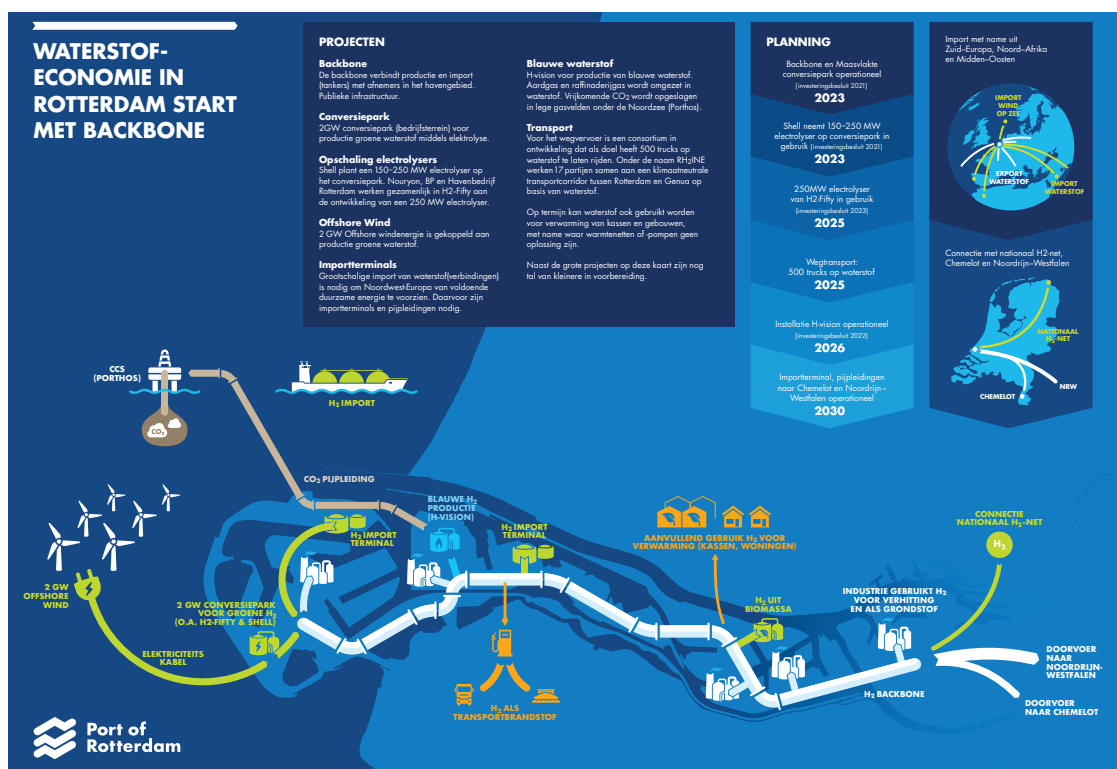 WATERSTOF-
ECONOMIE IN
ROTTERDAM START
MET BACKBONE
PROJECTEN
Backbone
De backbone verbindt productie en import
(tankers) met afnemers in het havengebied.
Publieke infrastructuur.
Conversiepark
2GW conversiepark (bedrijfsterrein) voor
productie groene waterstof middels elektrolyse.
Opschaling electrolysers
Shell plant een 150–250 MW electrolyser op
het conversiepark. Nouryon, BP en Havenbedrijf
Rotterdam werken gezamenlijk in H2-Fifty aan
de ontwikkeling van een 250 MW electrolyser.
Offshore Wind
2 GW Offshore windenergie is gekoppeld aan
productie groene waterstof.
Importterminals
Grootschalige import van waterstof(verbindingen)
is nodig om Noordwest-Europa van voldoende
duurzame energie te voorzien. Daarvoor zijn
importterminals en pijpleidingen nodig.
Blauwe waterstof
H-vision voor productie van blauwe waterstof.
Aardgas en raffinaderijgas wordt omgezet in
waterstof. Vrijkomende CO₂ wordt opgeslagen
in lege gasvelden onder de Noordzee (Porthos).
Transport
Voor het wegvervoer is een consortium in
ontwikkeling dat als doel heeft 500 trucks op
waterstof te laten rijden. Onder de naam RH₂INE
werken 17 partijen samen aan een klimaatneutrale
transportcorridor tussen Rotterdam en Genua op
basis van waterstof.
Op termijn kan waterstof ook gebruikt worden
voor verwarming van kassen en gebouwen,
met name waar warmtenetten of -pompen geen
oplossing zijn.
Naast de grote projecten op deze kaart zijn nog
tal van kleinere in voorbereiding.
PLANNING
Backbone en Maasvlakte
conversiepark operationeel
(investeringsbesluit 2021)
2023
Shell neemt 150–250 MW
electrolyser op conversiepark in
gebruik (investeringsbesluit 2021)
2023
250MW electrolyser
van H2-Fifty in gebruik
(investeringsbesluit 2023)
2025
Wegtransport:
500 trucks op waterstof
2025
Installatie H-vision operationeel
(investeringsbesluit 2022)
2026
Importterminal, pijpleidingen
naar Chemelot en Noordrijn–
Westfalen operationeel
2030
Import met name uit
Zuid–Europa, Noord–Afrika
en Midden–Oosten
IMPORT
WIND
OP ZEE
EXPORT
WATERSTOF
IMPORT
WATERSTOF
Connectie met nationaal H2-net,
Chemelot en Noordrijn–Westfalen
NATIONAAL
H₂-NET
NRW
CHEMELOT
CCS
(PORTHOS)
CO₂
H₂ IMPORT
CO₂ PIJPLEIDING
BLAUWE H₂
PRODUCTIE
(H-VISION)
H₂ IMPORT
TERMINAL
H₂ IMPORT
TERMINAL
AANVULLEND GEBRUIK H₂ VOOR
VERWARMING (KASSEN, WONINGEN)
CONNECTIE
NATIONAAL H₂-NET
H₂
2 GW
OFFSHORE
WIND
2 GW CONVERSIEPARK
VOOR GROENE H₂
(O.A. H2-FIFTY & SHELL)
ELEKTRICITEITS
KABEL
H₂ UIT
BIOMASSA
INDUSTRIE GEBRUIKT H₂
VOOR VERHITTING
EN ALS GRONDSTOF
H₂ ALS
TRANSPORTBRANDSTOF
H₂ BACKBONE
DOORVOER
NAAR
NOORDRIJN-
WESTFALEN
DOORVOER
NAAR CHEMELOT
Port of
Rotterdam